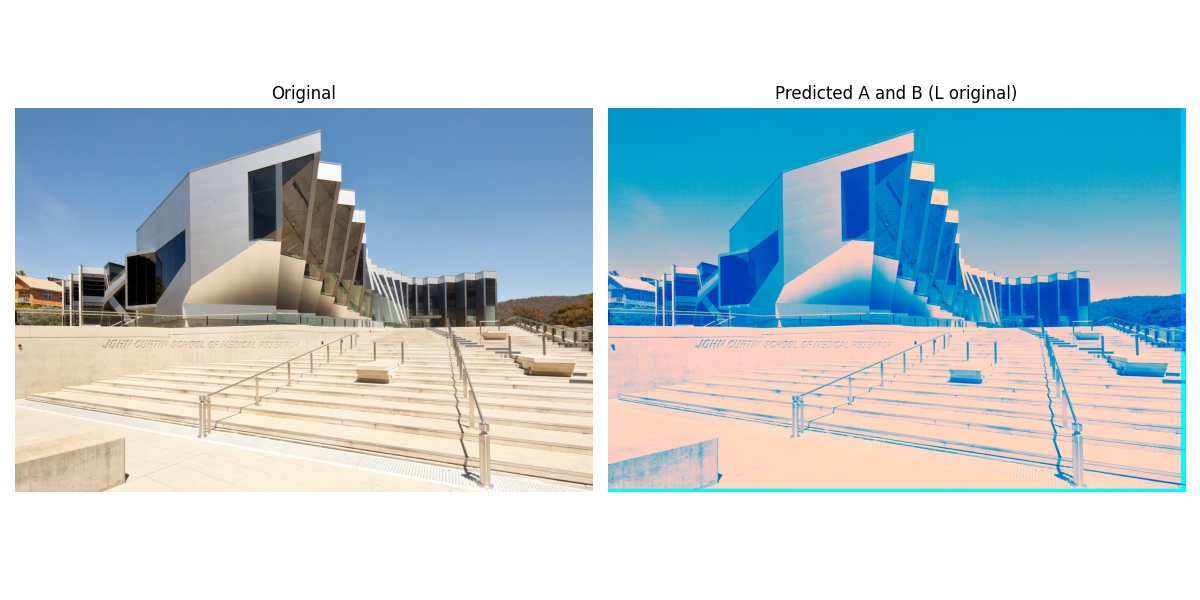 Original
Predicted A and B (L original)
JOHN CURTIN SCHOOL OF MEDICAL RESEARCH
JOHN CURTIN SCHOOL OF MEDICAL RESEARCH